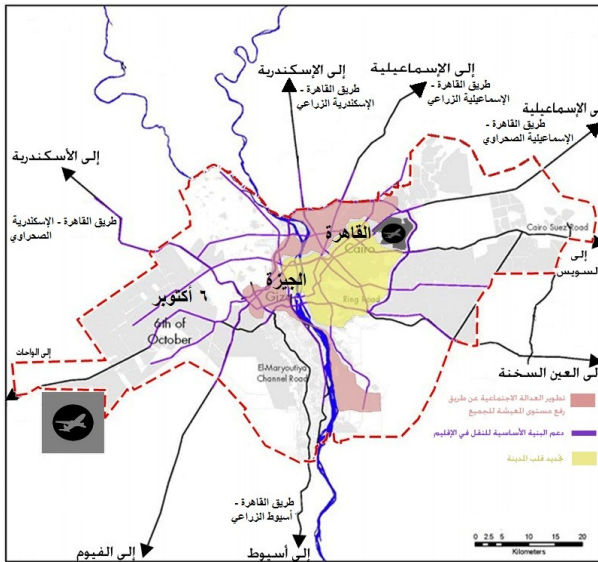 إلى الإسكندرية
طريق القاهرة -
الإسكندرية الزراعي
إلى الإسماعيلية
طريق القاهرة -
الإسماعيلية الزراعي
إلى الإسماعيلية
طريق القاهرة -
الإسماعيلية الصحراوي
إلى الأسكندرية
طريق القاهرة - الإسكندرية
الصحراوي
Cairo Suez Road
إلى
السويس
القاهرة
Cairo
الجيزة
Giza
Ring Road
٦ أكتوبر
6th of
October
El-Maryoutiya
Channel Road
إلى الواحات
إلى العين السخنة
تطوير العدالة الاجتماعية عن طريق
رفع مستوى المعيشة للجميع
دعم البنية الأساسية للنقل في الإقليم
تجديد قلب المدينة
طريق القاهرة -
أسيوط الزراعي
إلى الفيوم
إلى أسيوط
0 2.5 5 10 15 20
Kilometers